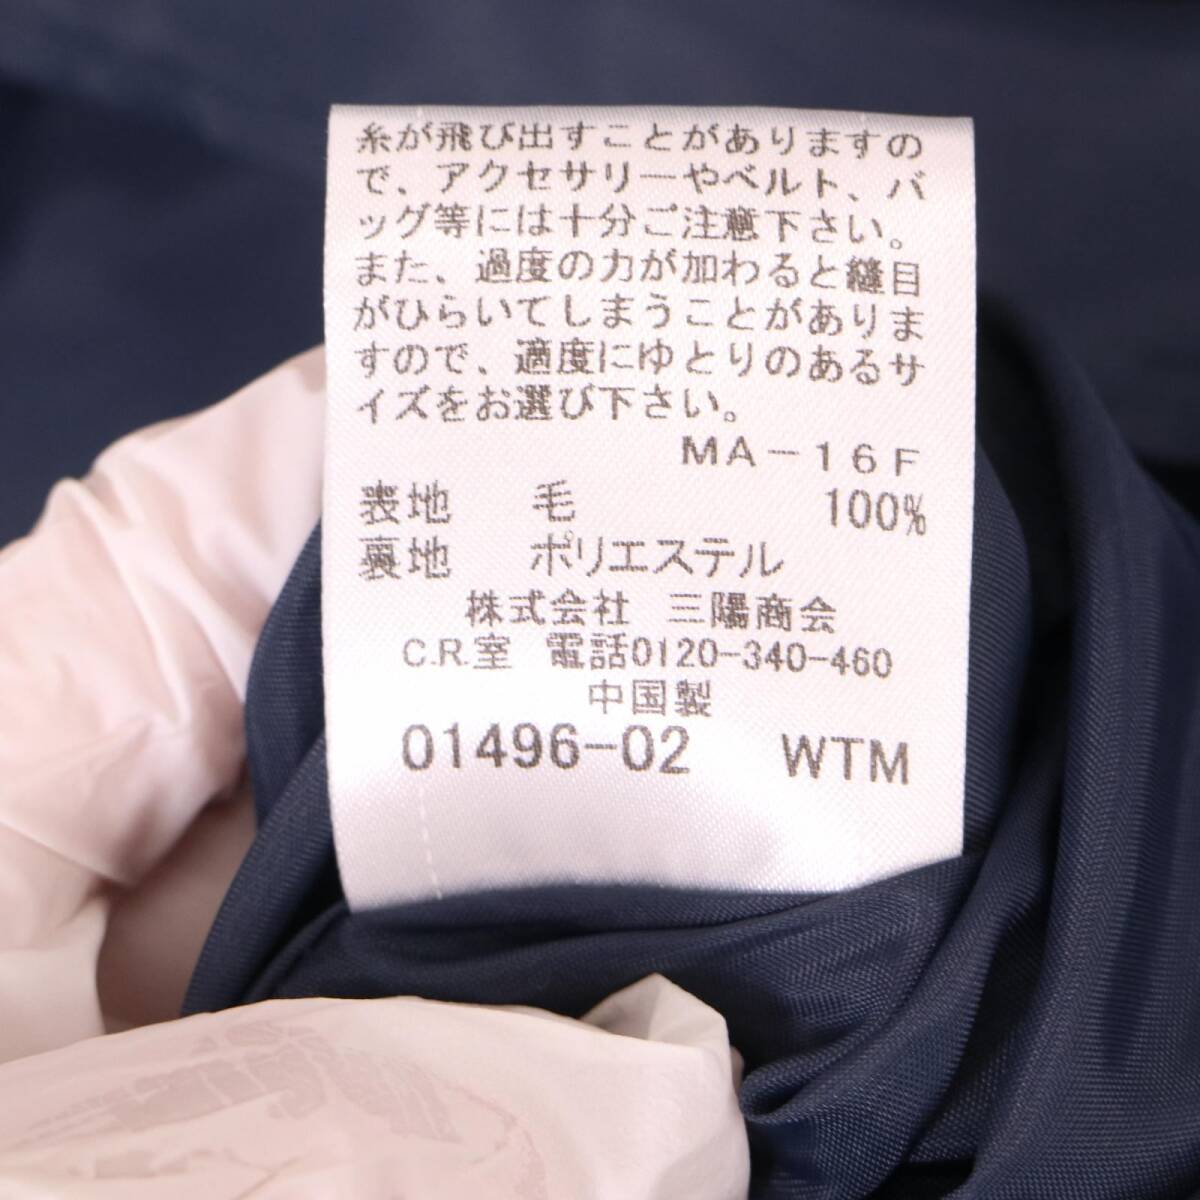 糸が飛び出すことがありますの
で、アクセサリーやベルト、バ
ッグ等には十分ご注意下さい。
また、過度の力が加わると縫目
がひらいてしまうことがありま
すので、適度にゆとりのあるサ
イズをお選び下さい。
MA-16F
表地 毛 100%
裏地 ポリエステル
株式会社 三陽商会
C.R.室 電話0120-340-460
中国製
01496-02 WTM